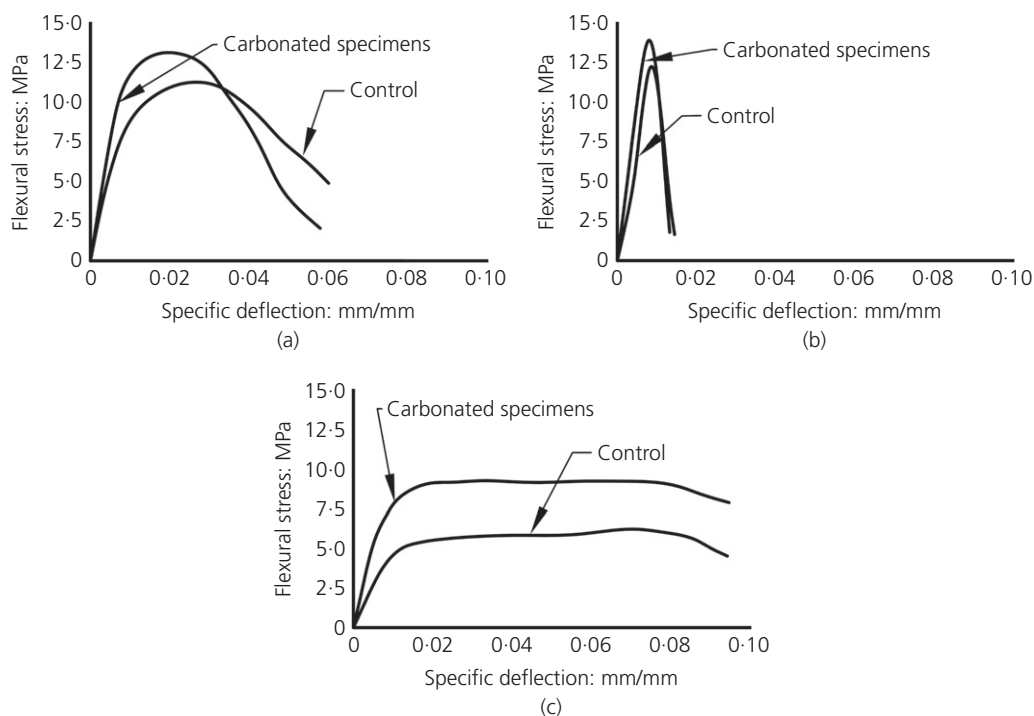 15·0
12·5
10·0
7·5
5·0
2·5
0
Flexural stress: MPa
Carbonated specimens
Control
0 0·02 0·04 0·06 0·08 0·10
Specific deflection: mm/mm
(a)
15·0
12·5
10·0
7·5
5·0
2·5
0
Flexural stress: MPa
Carbonated specimens
Control
0 0·02 0·04 0·06 0·08 0·10
Specific deflection: mm/mm
(b)
15·0
12·5
10·0
7·5
5·0
2·5
0
Flexural stress: MPa
Carbonated specimens
Control
0 0·02 0·04 0·06 0·08 0·10
Specific deflection: mm/mm
(c)